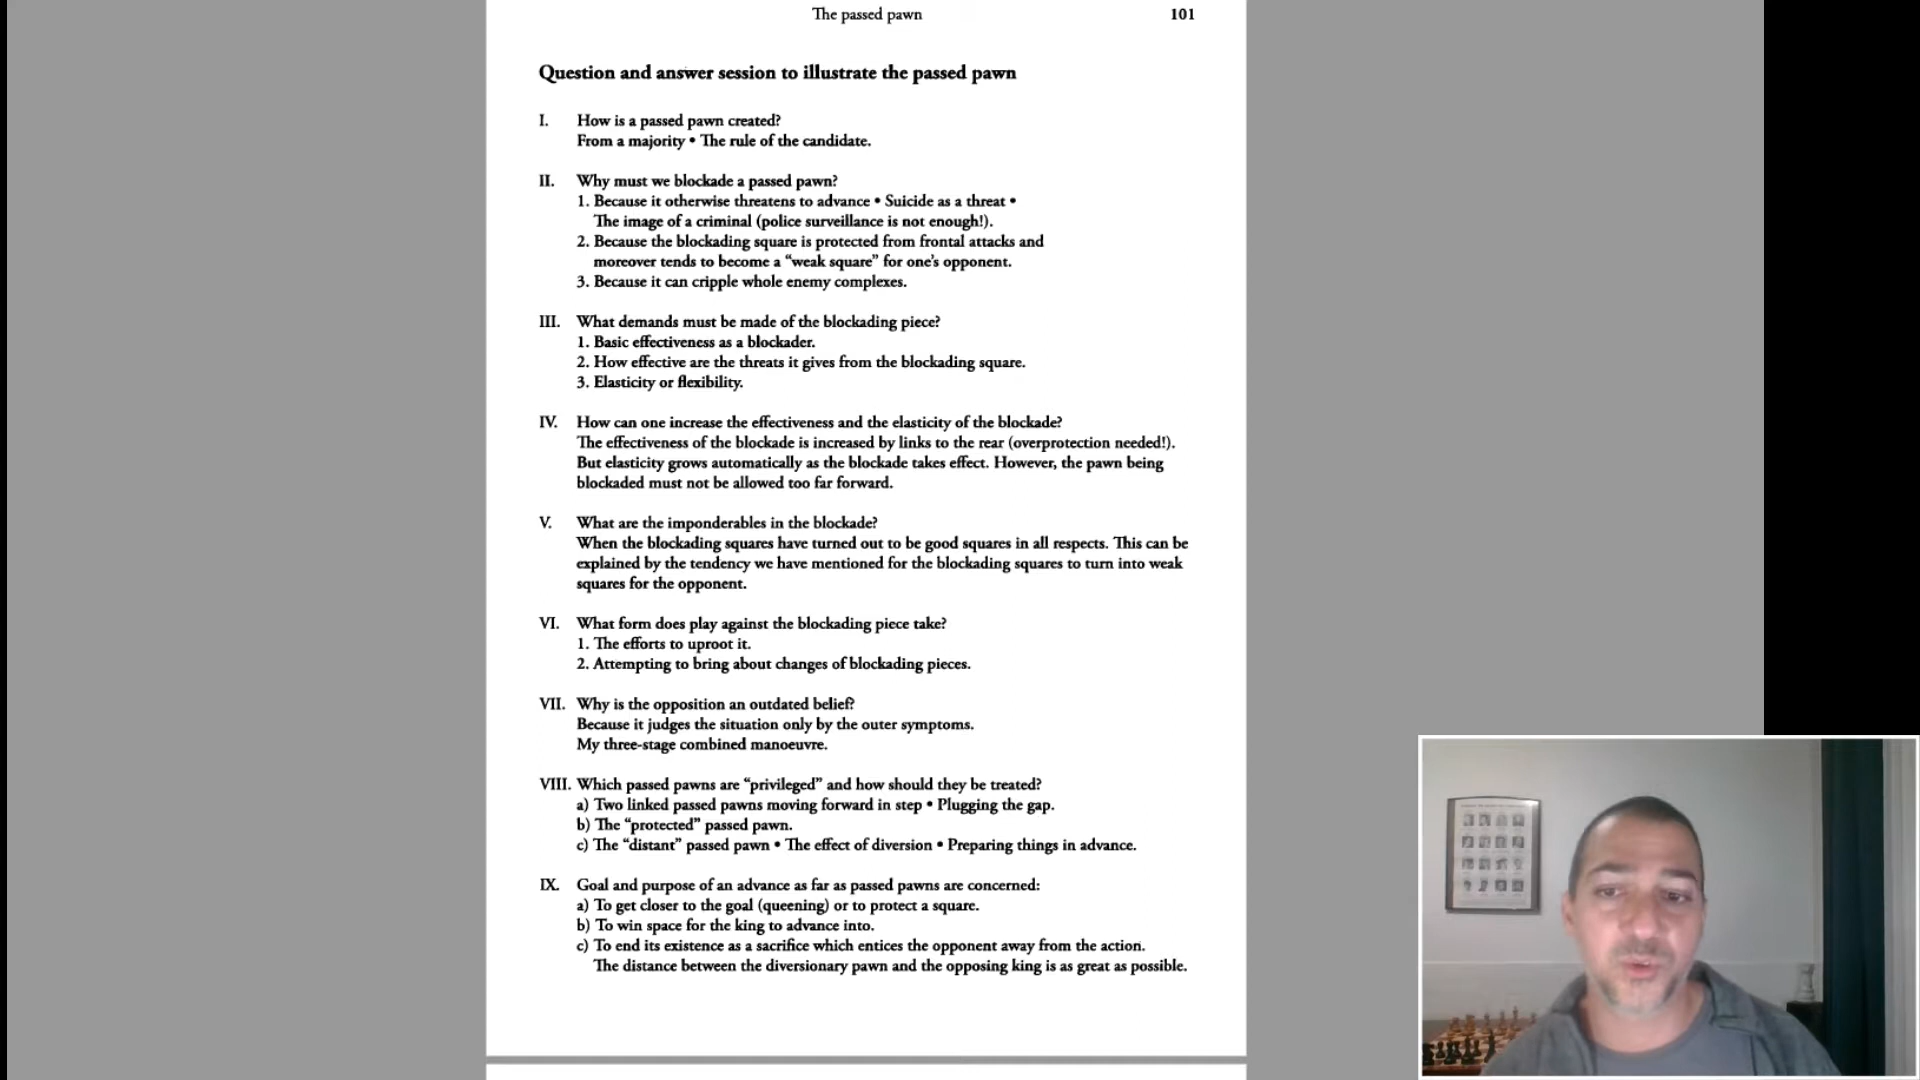 The passed pawn 101
Question and answer session to illustrate the passed pawn
I. How is a passed pawn created?
From a majority • The rule of the candidate.
II. Why must we blockade a passed pawn?
1. Because it otherwise threatens to advance • Suicide as a threat •
The image of a criminal (police surveillance is not enough!).
2. Because the blockading square is protected from frontal attacks and
moreover tends to become a “weak square” for one’s opponent.
3. Because it can cripple whole enemy complexes.
III. What demands must be made of the blockading piece?
1. Basic effectiveness as a blockader.
2. How effective are the threats it gives from the blockading square.
3. Elasticity or flexibility.
IV. How can one increase the effectiveness and the elasticity of the blockade?
The effectiveness of the blockade is increased by links to the rear (overprotection needed!).
But elasticity grows automatically as the blockade takes effect. However, the pawn being
blockaded must not be allowed too far forward.
V. What are the imponderables in the blockade?
When the blockading squares have turned out to be good squares in all respects. This can be
explained by the tendency we have mentioned for the blockading squares to turn into weak
squares for the opponent.
VI. What form does play against the blockading piece take?
1. The efforts to uproot it.
2. Attempting to bring about changes of blockading pieces.
VII. Why is the opposition an outdated belief?
Because it judges the situation only by the outer symptoms.
My three-stage combined manoeuvre.
VIII. Which passed pawns are “privileged” and how should they be treated?
a) Two linked passed pawns moving forward in step • Plugging the gap.
b) The “protected” passed pawn.
c) The “distant” passed pawn • The effect of diversion • Preparing things in advance.
IX. Goal and purpose of an advance as far as passed pawns are concerned:
a) To get closer to the goal (queening) or to protect a square.
b) To win space for the king to advance into.
c) To end its existence as a sacrifice which entices the opponent away from the action.
The distance between the diversionary pawn and the opposing king is as great as possible.